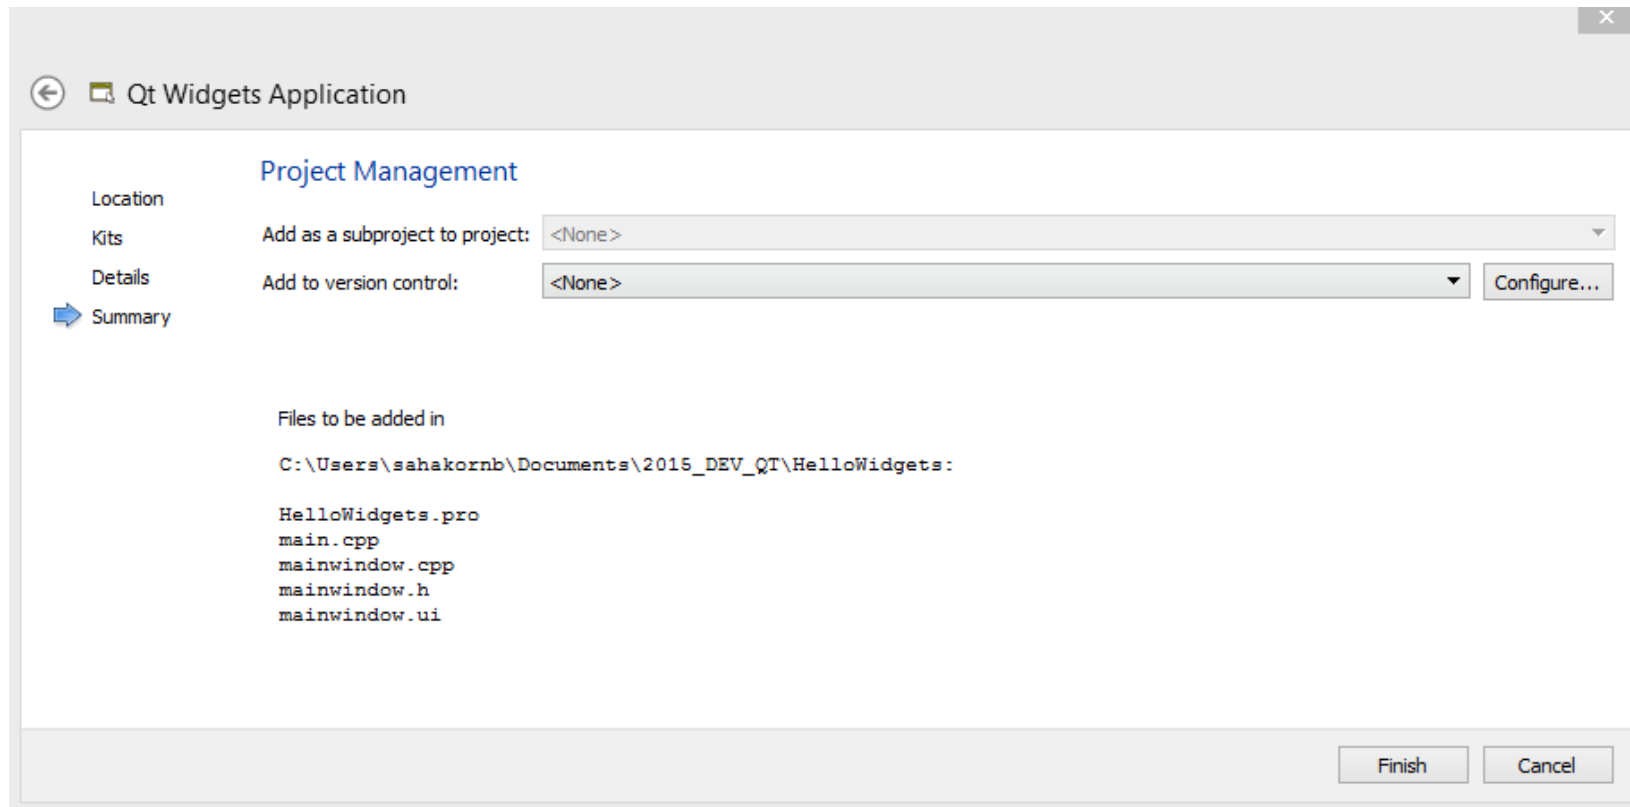 Qt Widgets Application
Location
Kits
Details
Summary
Project Management
Add as a subproject to project: <None>
Add to version control: <None> Configure...
Files to be added in
C:\Users\sahakornb\Documents\2015_DEV_QT\HelloWidgets:
HelloWidgets.pro
main.cpp
mainwindow.cpp
mainwindow.h
mainwindow.ui
Finish Cancel